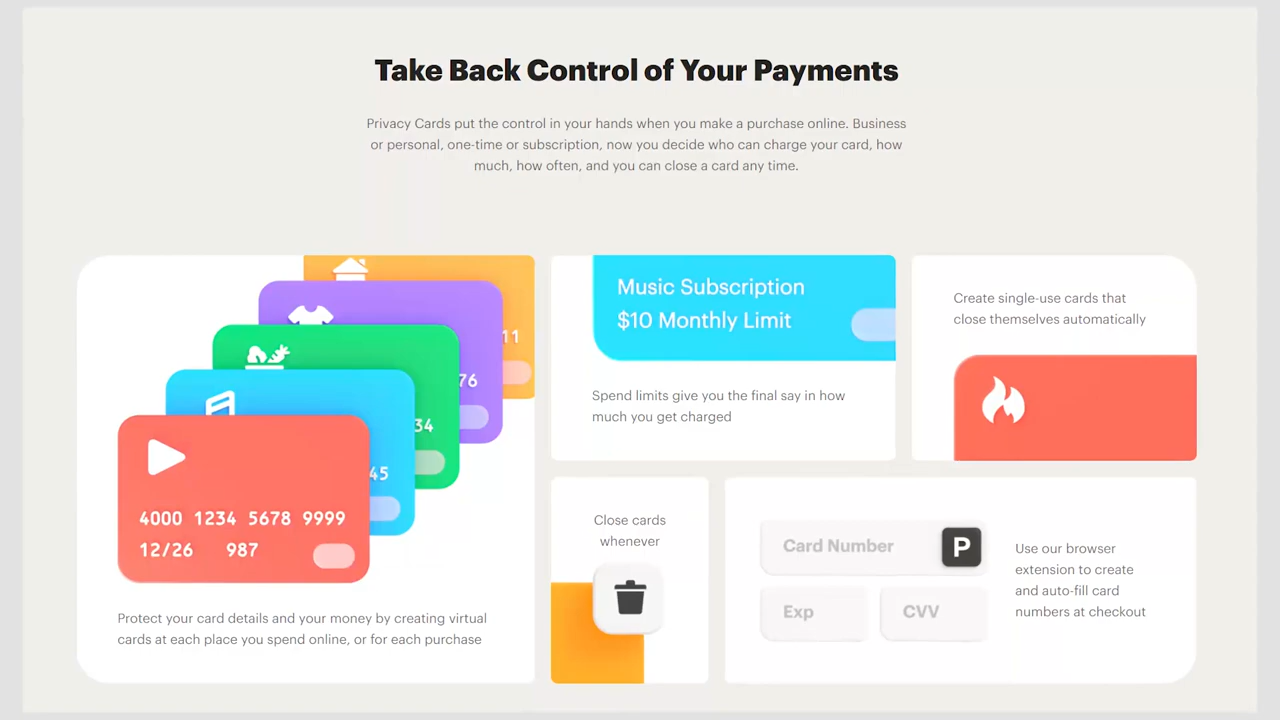 Take Back Control of Your Payments
Privacy Cards put the control in your hands when you make a purchase online. Business
or personal, one-time or subscription, now you decide who can charge your card, how
much, how often, and you can close a card any time.
11
76
34
45
4000 1234 5678 9999
12/26 987
Protect your card details and your money by creating virtual
cards at each place you spend online, or for each purchase
Music Subscription
$10 Monthly Limit
Spend limits give you the final say in how
much you get charged
Create single-use cards that
close themselves automatically
Close cards
whenever
Card Number P
Exp CVV
Use our browser
extension to create
and auto-fill card
numbers at checkout